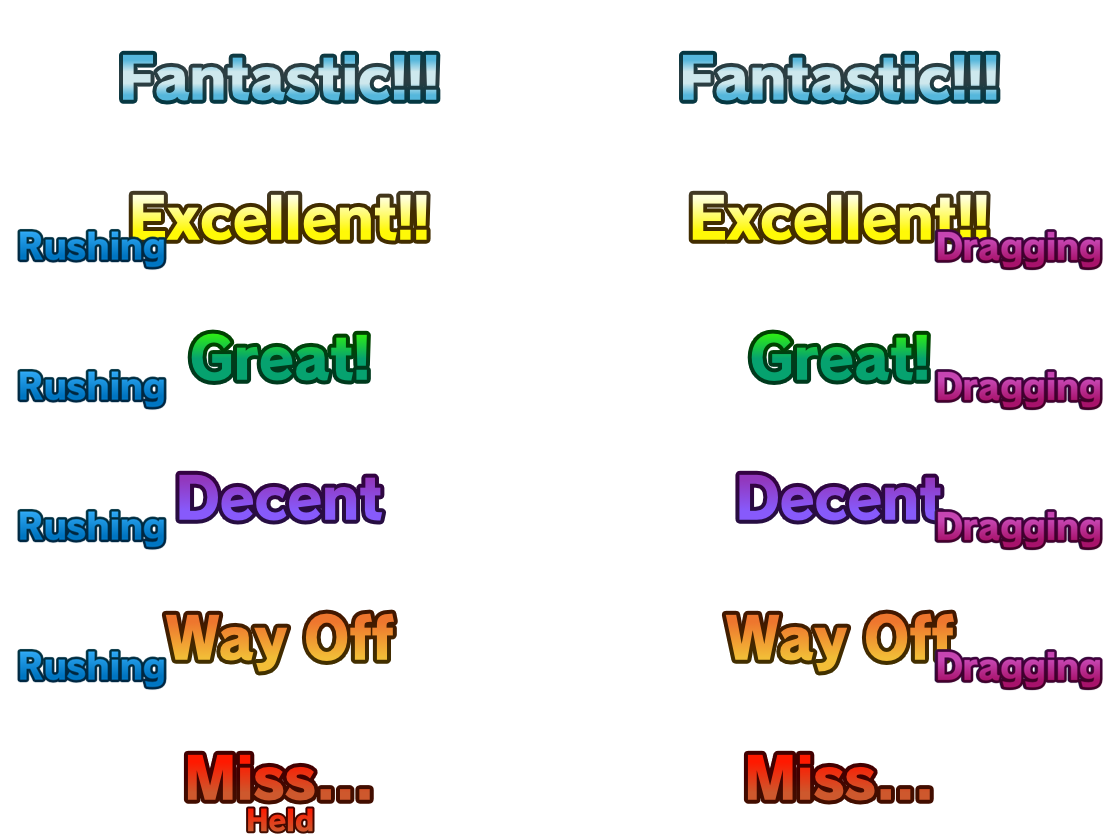 Fantastic!!! Fantastic!!!
Excellent!! Excellent!!
Rushing Dragging
Great! Great!
Rushing Dragging
Decent Decent
Rushing Dragging
Way Off Way Off
Rushing Dragging
Miss... Miss...
Held